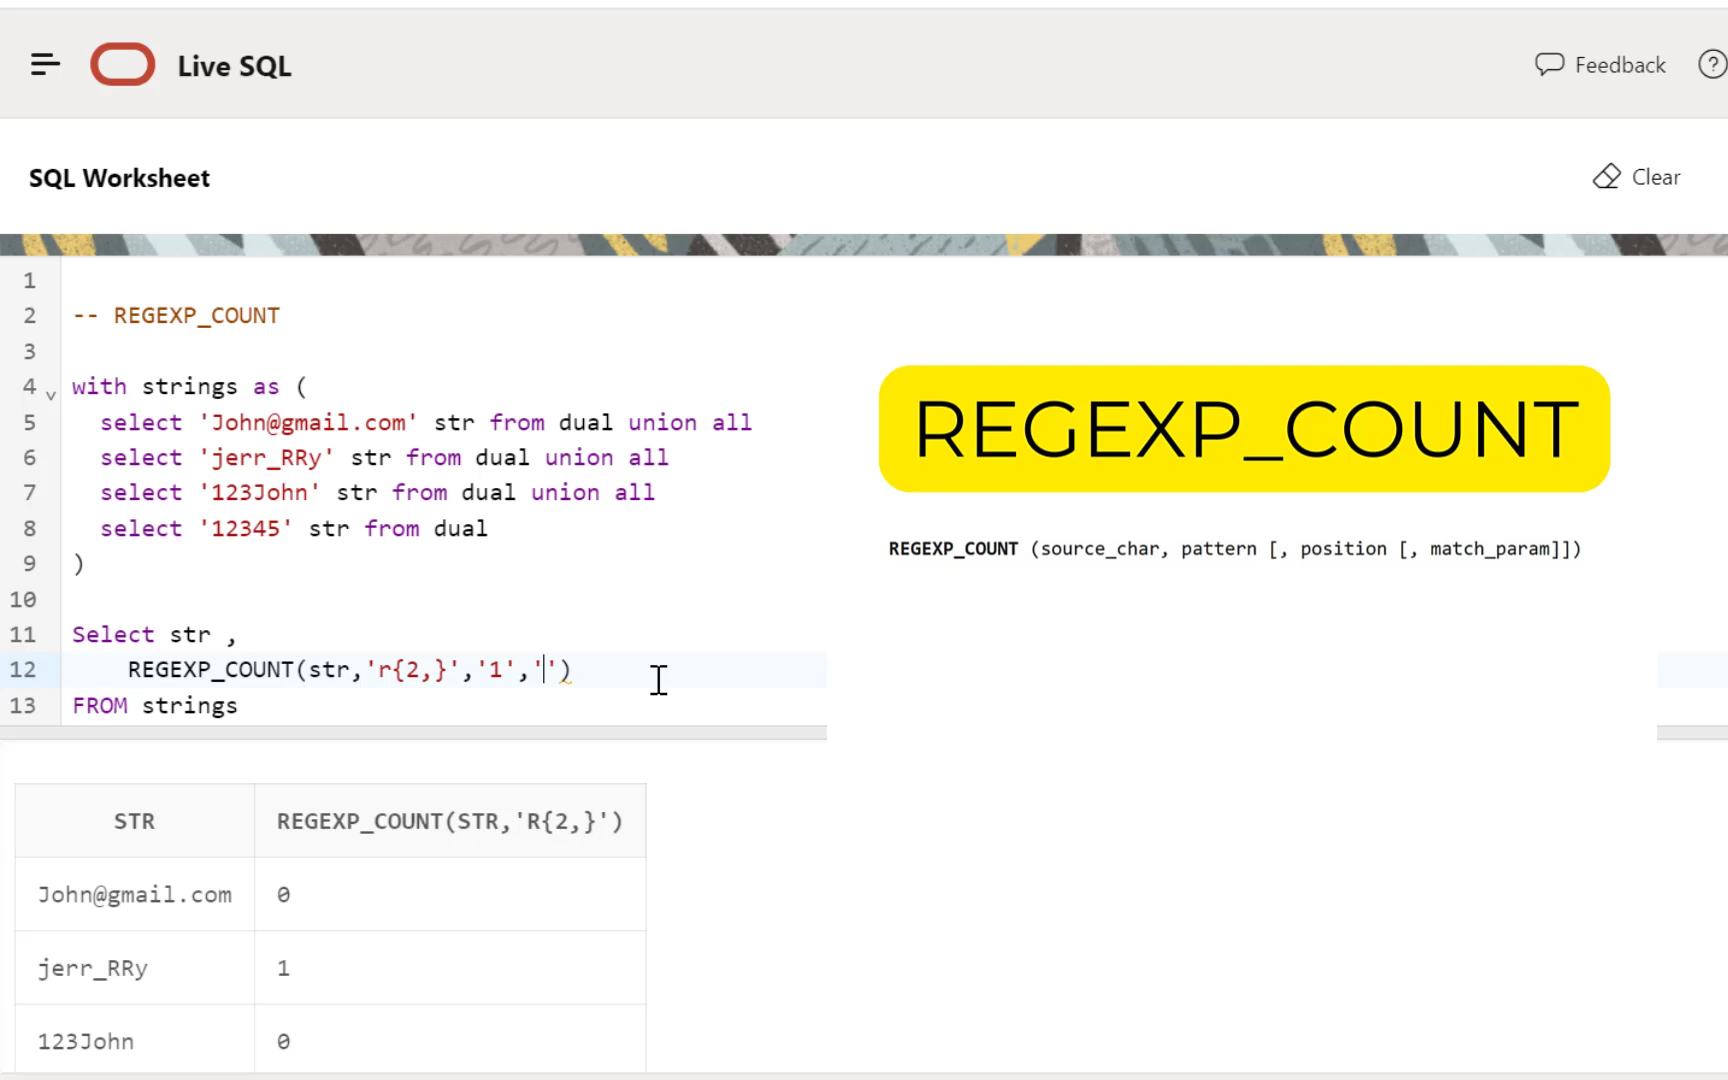 Live SQL
Feedback
?
SQL Worksheet
Clear
1
2 -- REGEXP_COUNT
3
4 with strings as (
5 select 'John@gmail.com' str from dual union all
6 select 'jerr_RRy' str from dual union all
7 select '123John' str from dual union all
8 select '12345' str from dual
9 )
10
11 Select str ,
12 REGEXP_COUNT(str,'r{2,}','1','')
13 FROM strings
REGEXP_COUNT
REGEXP_COUNT (source_char, pattern [, position [, match_param]])
STR REGEXP_COUNT(STR,'R{2,}')
John@gmail.com 0
jerr_RRy 1
123John 0